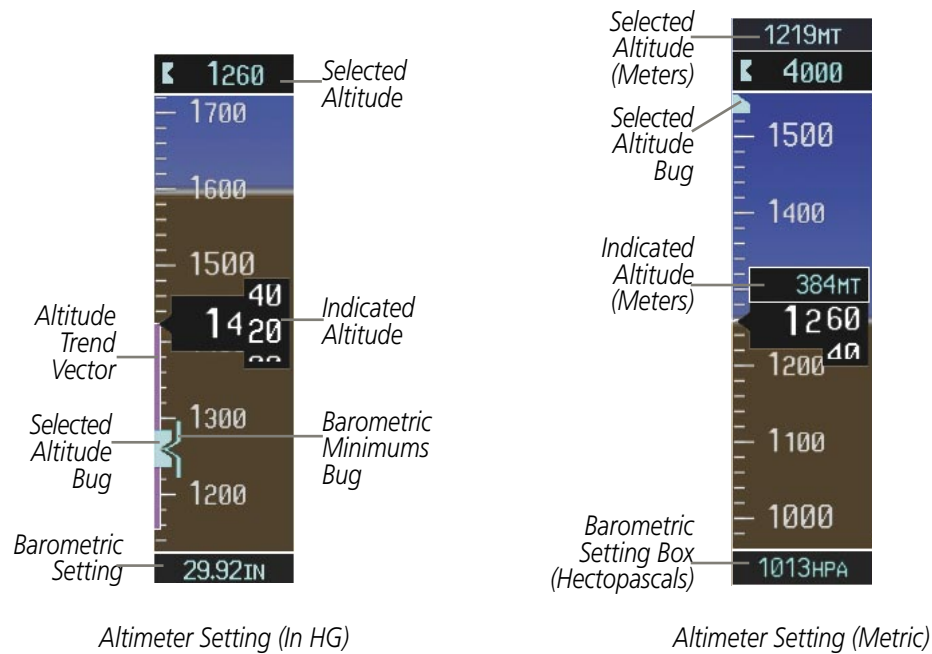 1260
Selected
Altitude
1700
1600
1500
40
14 20
Indicated
Altitude
Altitude
Trend
Vector
1300
Selected
Altitude
Bug
Barometric
Minimums
Bug
1200
Barometric
Setting
29.92IN
Altimeter Setting (In HG)
Selected
Altitude
(Meters)
1219MT
4000
Selected
Altitude
Bug
1500
1400
Indicated
Altitude
(Meters)
384MT
1260
40
1200
1100
1000
Barometric
Setting Box
(Hectopascals)
1013HPA
Altimeter Setting (Metric)